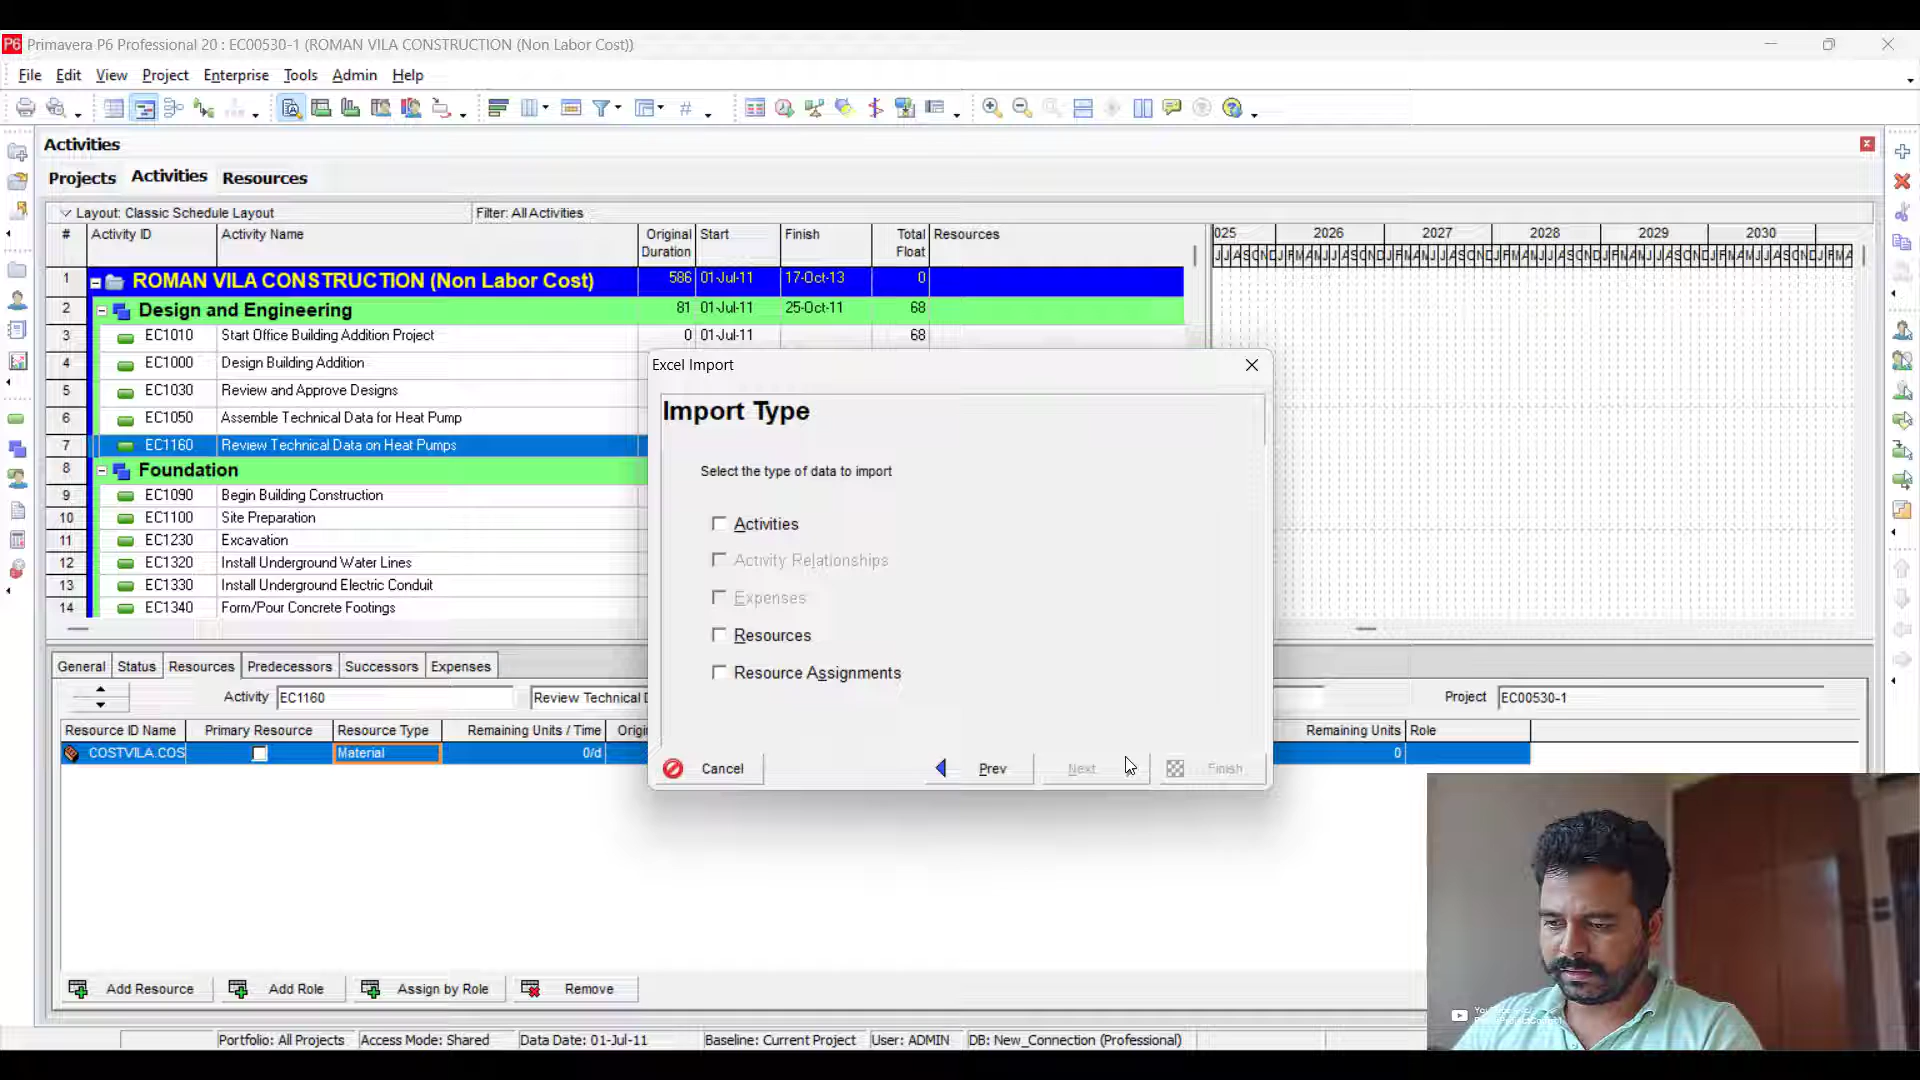 Primavera P6 Professional 20 : EC00530-1 (ROMAN VILA CONSTRUCTION (Non Labor Cost))
File Edit View Project Enterprise Tools Admin Help
Activities
Projects Activities Resources
Layout: Classic Schedule Layout Filter: All Activities
# Activity ID Activity Name Original Duration Start Finish Total Float Resources 025 2026 2027 2028 2029 2030
1 ROMAN VILA CONSTRUCTION (Non Labor Cost) 586 01-Jul-11 17-Oct-13 0
2 Design and Engineering 81 01-Jul-11 25-Oct-11 68
3 EC1010 Start Office Building Addition Project 0 01-Jul-11 68
4 EC1000 Design Building Addition
5 EC1030 Review and Approve Designs
6 EC1050 Assemble Technical Data for Heat Pump
7 EC1160 Review Technical Data on Heat Pumps
8 Foundation
9 EC1090 Begin Building Construction
10 EC1100 Site Preparation
11 EC1230 Excavation
12 EC1320 Install Underground Water Lines
13 EC1330 Install Underground Electric Conduit
14 EC1340 Form/Pour Concrete Footings
Excel Import
Import Type
Select the type of data to import
Activities
Activity Relationships
Expenses
Resources
Resource Assignments
Cancel Prev Next Finish
General Status Resources Predecessors Successors Expenses
Activity EC1160 Review Technical Project EC00530-1
Resource ID Name Primary Resource Resource Type Remaining Units / Time Origi Remaining Units Role
COSTVILA.COS Material 0/d 0
Add Resource Add Role Assign by Role Remove
Portfolio: All Projects Access Mode: Shared Data Date: 01-Jul-11 Baseline: Current Project User: ADMIN DB: New_Connection (Professional)